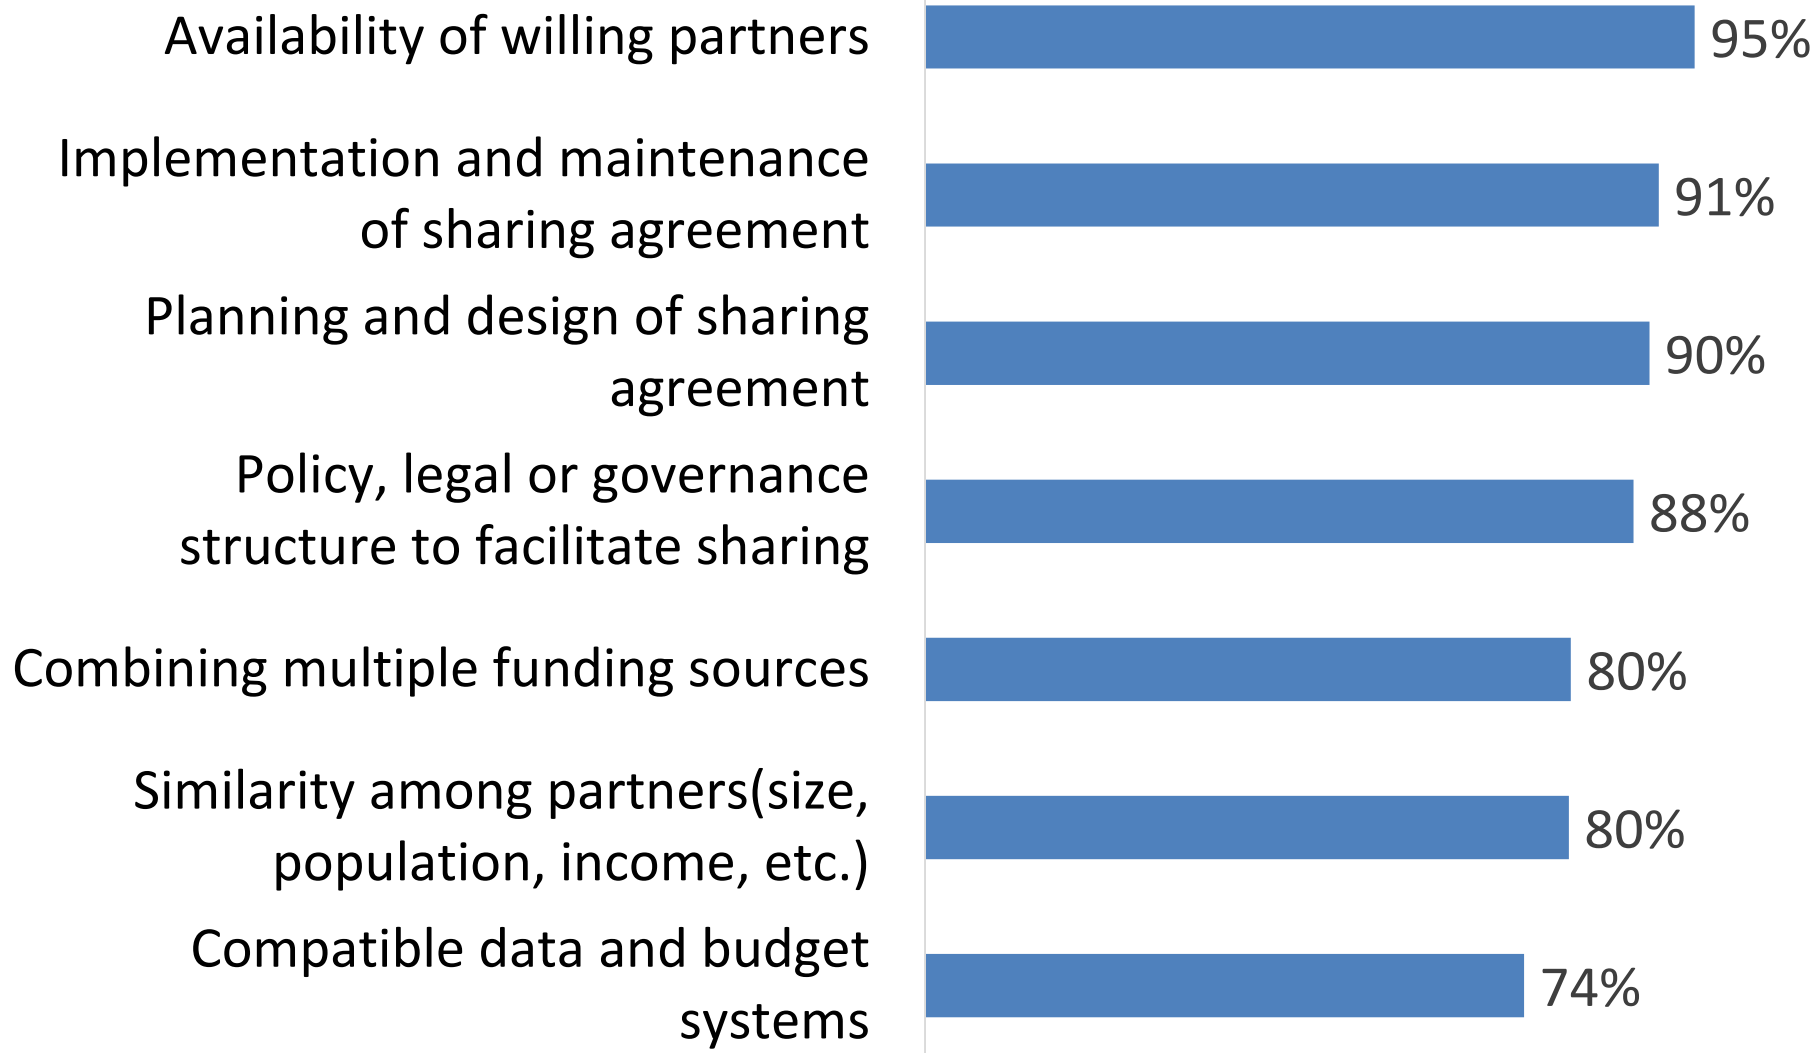 Availability of willing partners
95%
Implementation and maintenance
of sharing agreement
91%
Planning and design of sharing
agreement
90%
Policy, legal or governance
structure to facilitate sharing
88%
Combining multiple funding sources
80%
Similarity among partners(size,
population, income, etc.)
80%
Compatible data and budget
systems
74%